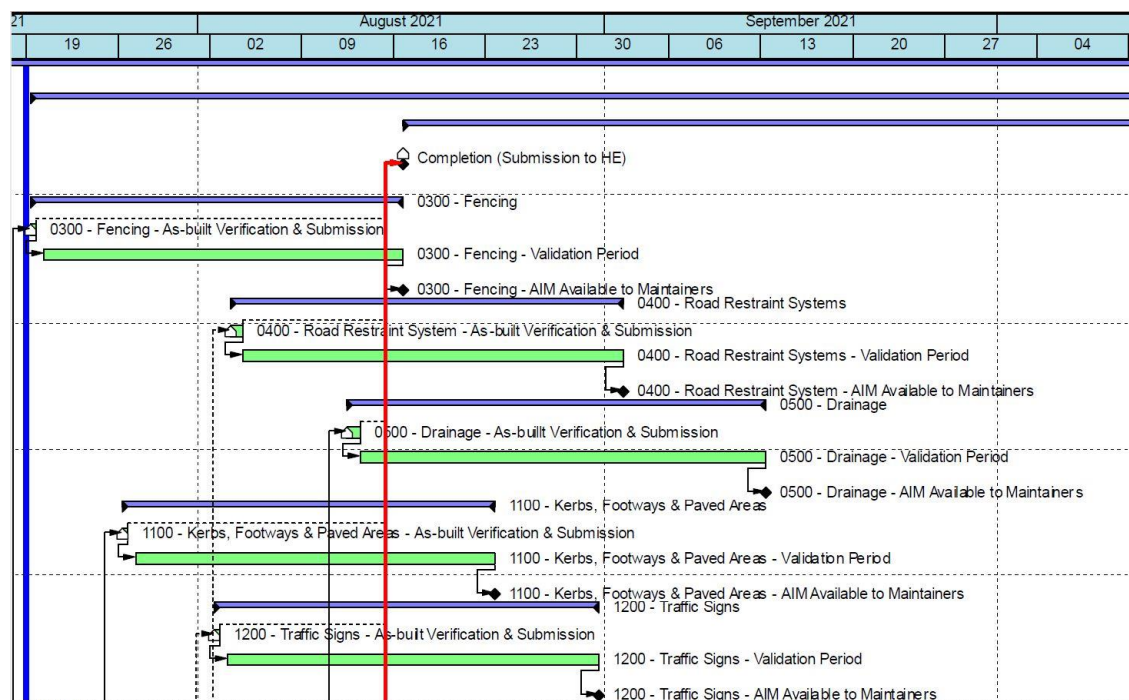 21 August 2021 September 2021
19 26 02 09 16 23 30 06 13 20 27 04
Completion (Submission to HE)
0300 - Fencing
0300 - Fencing - As-built Verification & Submission
0300 - Fencing - Validation Period
0300 - Fencing - AIM Available to Maintainers
0400 - Road Restraint Systems
0400 - Road Restraint System - As-built Verification & Submission
0400 - Road Restraint Systems - Validation Period
0400 - Road Restraint System - AIM Available to Maintainers
0500 - Drainage
0500 - Drainage - As-buillt Verification & Submission
0500 - Drainage - Validation Period
0500 - Drainage - AIM Available to Maintainers
1100 - Kerbs, Footways & Paved Areas
1100 - Kerbs, Footways & Paved Areas - As-built Verification & Submission
1100 - Kerbs, Footways & Paved Areas - Validation Period
1100 - Kerbs, Footways & Paved Areas - AIM Available to Maintainers
1200 - Traffic Signs
1200 - Traffic Signs - As-built Verification & Submission
1200 - Traffic Signs - Validation Period
1200 - Traffic Signs - AIM Available to Maintainers